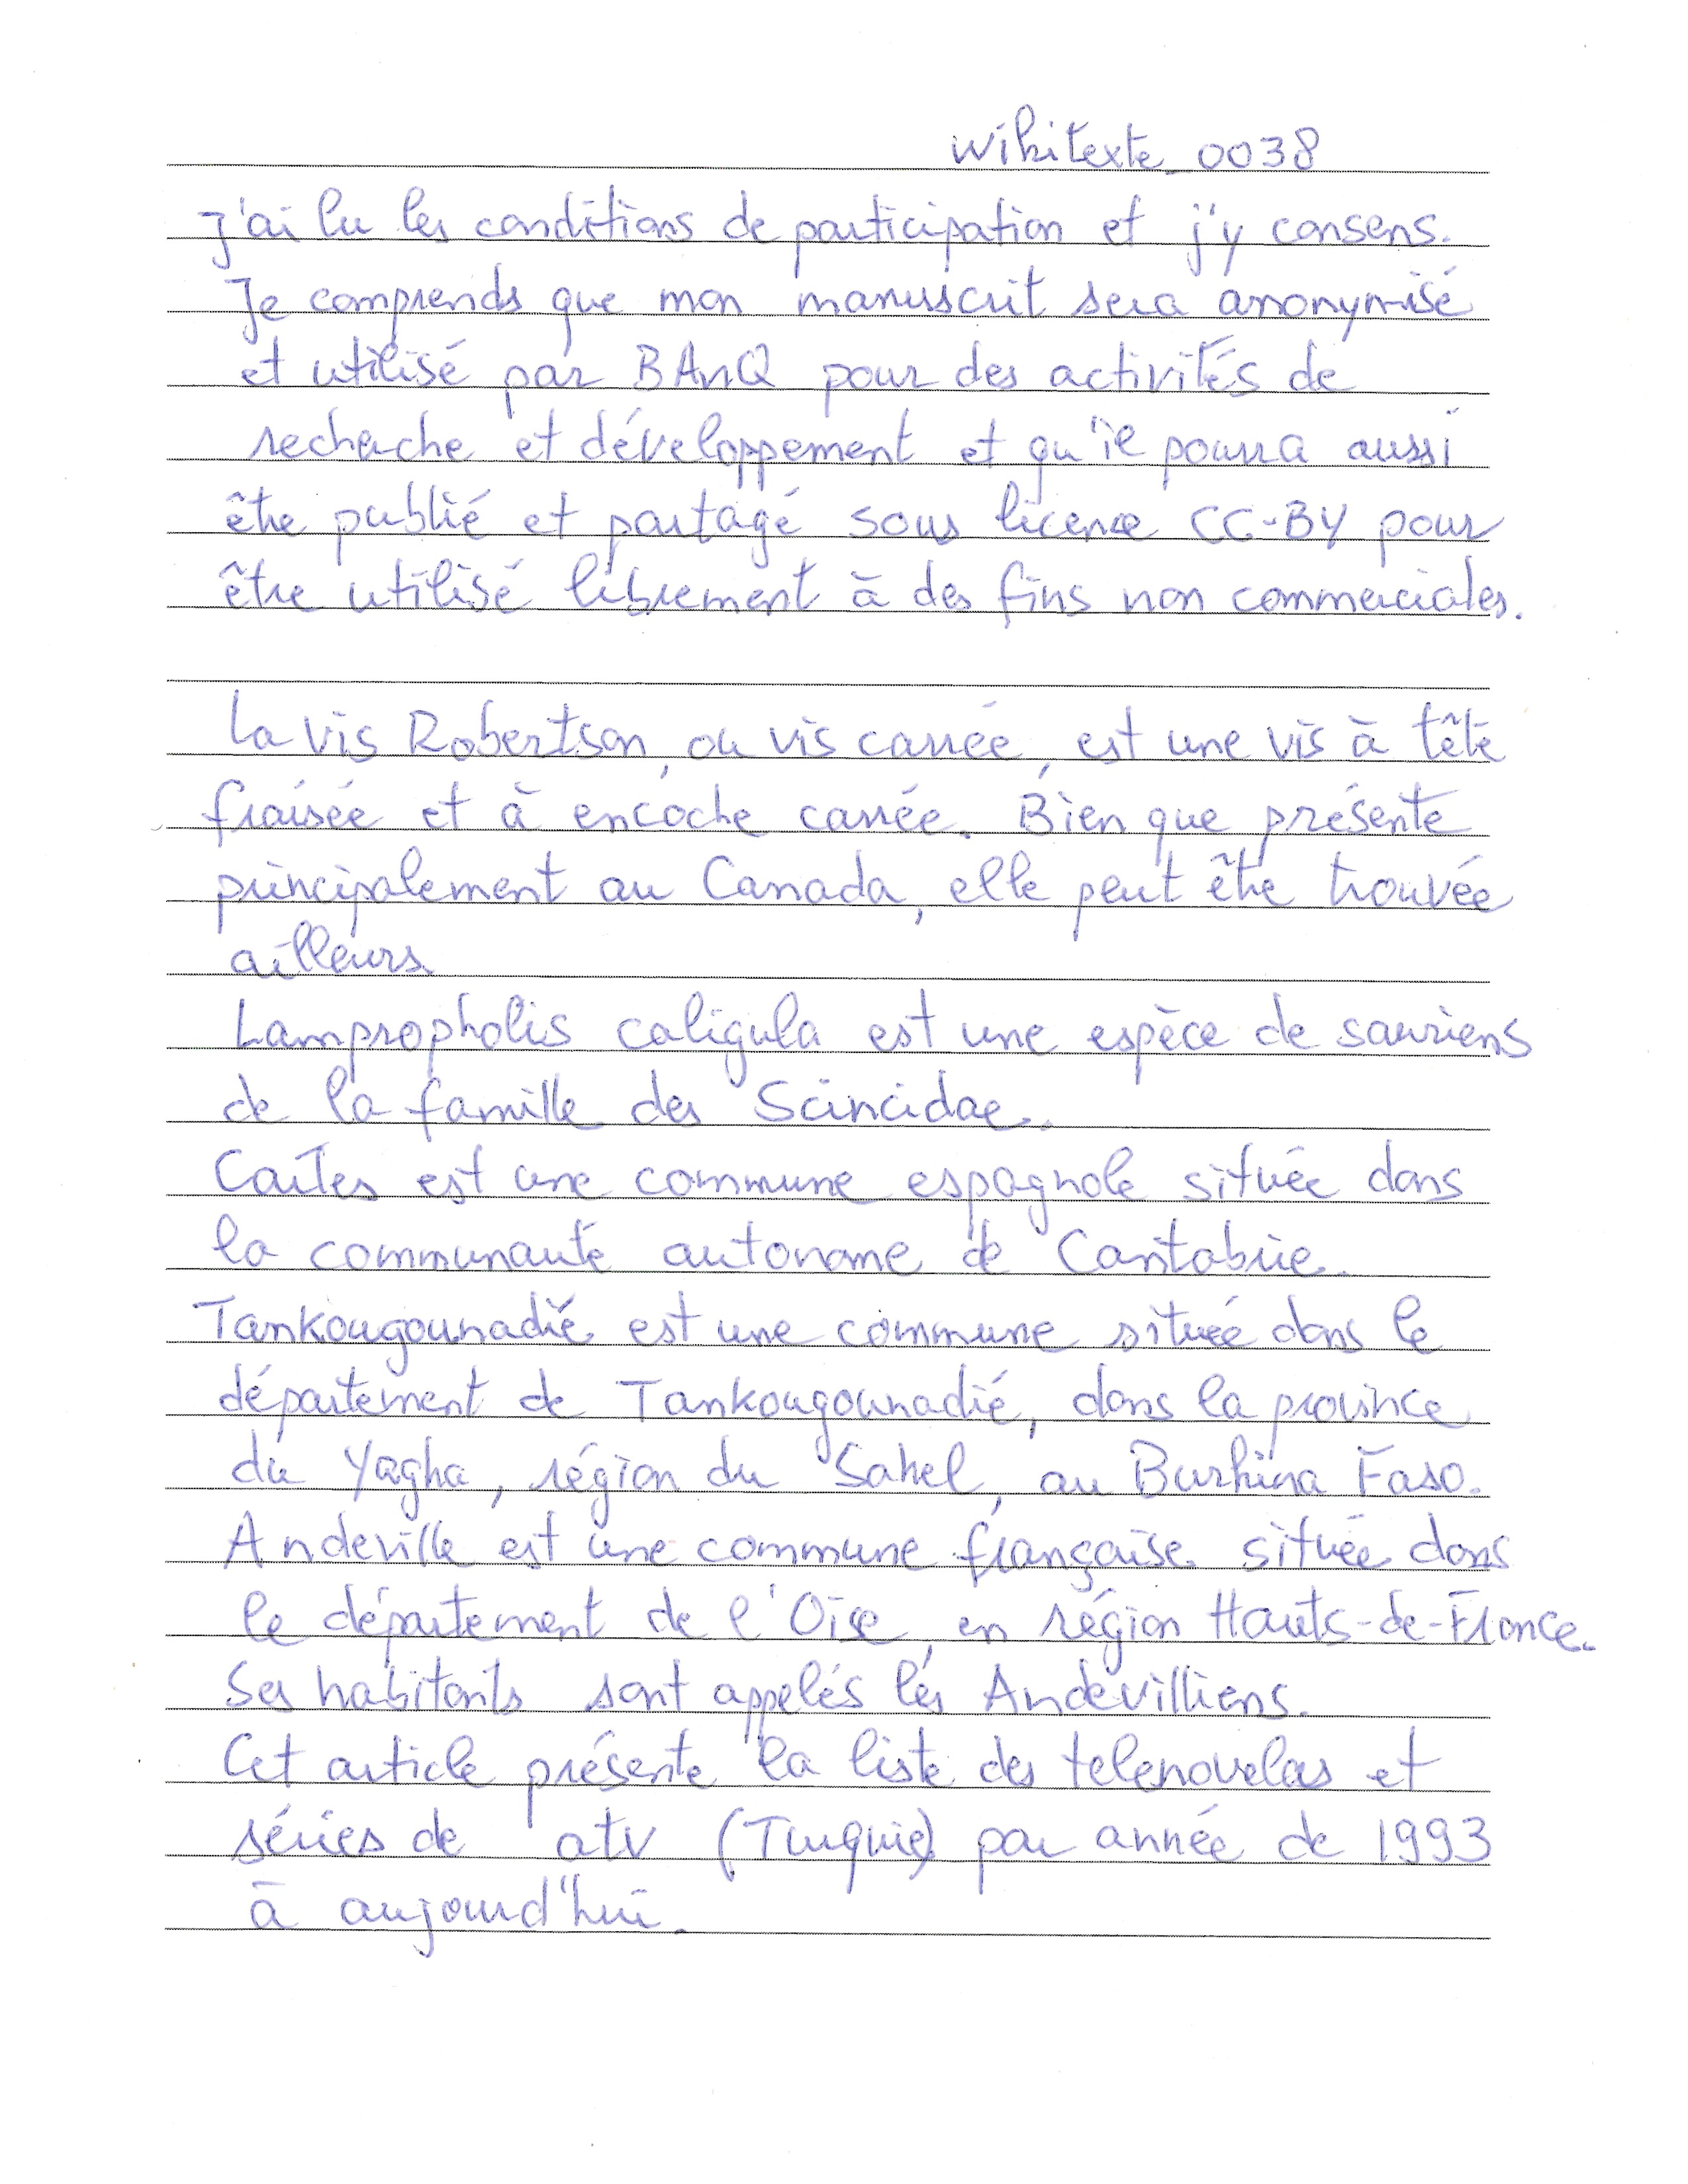 Wikitexte_0038
J'ai lu les conditions de participation et j'y consens.
Je comprends que mon manuscrit sera anonymisé
et utilisé par BAnQ pour des activités de
recherche et développement et qu'il pourra aussi
être publié et partagé sous licence CC-BY pour
être utilisé librement à des fins non commerciales.
La vis Robertson, ou vis carrée, est une vis à tête
fraisée et à encoche carrée. Bien que présente
principalement au Canada, elle peut être trouvée
ailleurs.
Lampropholis caligula est une espèce de sauriens
de la famille des Scincidae.
Cartes est une commune espagnole située dans
la communauté autonome de Cantabrie.
Tankougounadié est une commune située dans le
département de Tankougounadié, dans la province
du Yagha, région du Sahel, au Burkina Faso.
Andeville est une commune française située dans
le département de l'Oise, en région Hauts-de-France.
Ses habitants sont appelés les Andevilliens.
Cet article présente la liste des telenovelas et
séries de atv (Turquie) par année de 1993
à aujourd'hui.